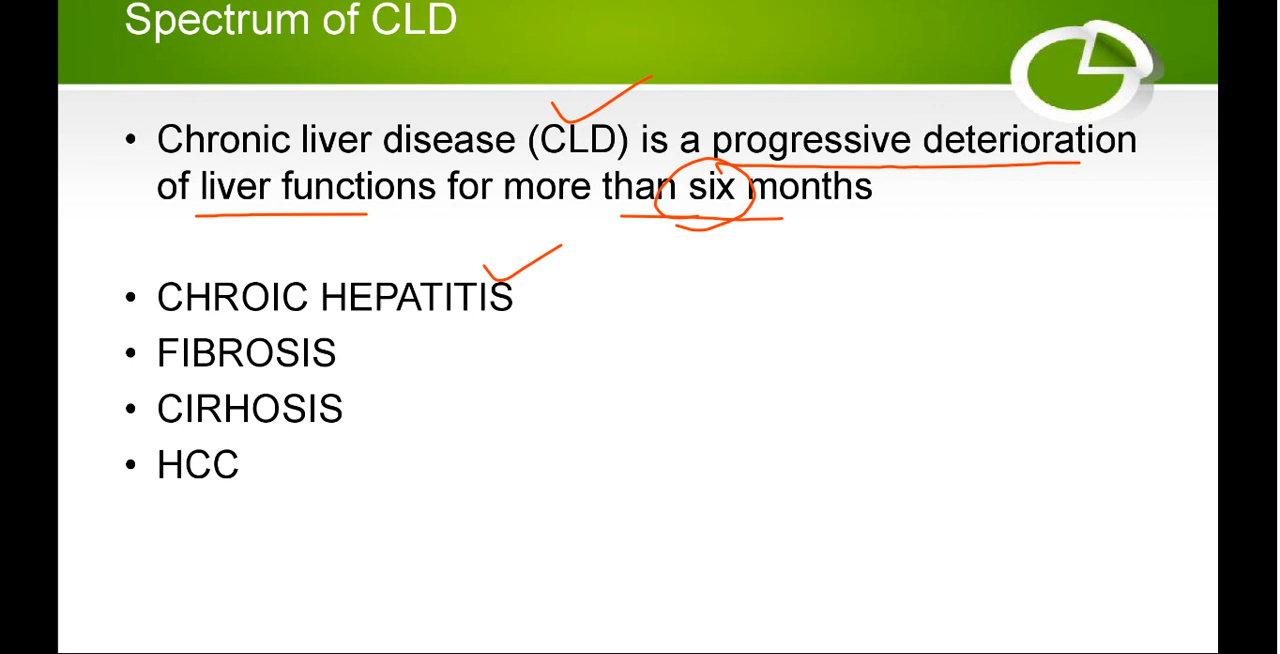 Spectrum of CLD
• Chronic liver disease (CLD) is a progressive deterioration
of liver functions for more than six months
• CHROIC HEPATITIS
• FIBROSIS
• CIRHOSIS
• HCC